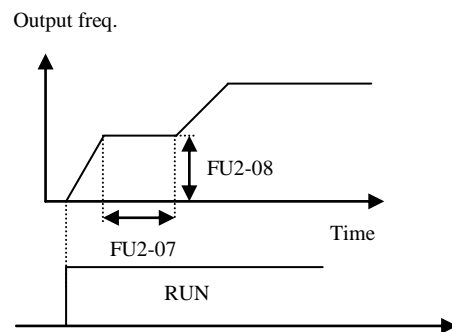 Output freq.
FU2-08
Time
FU2-07
RUN